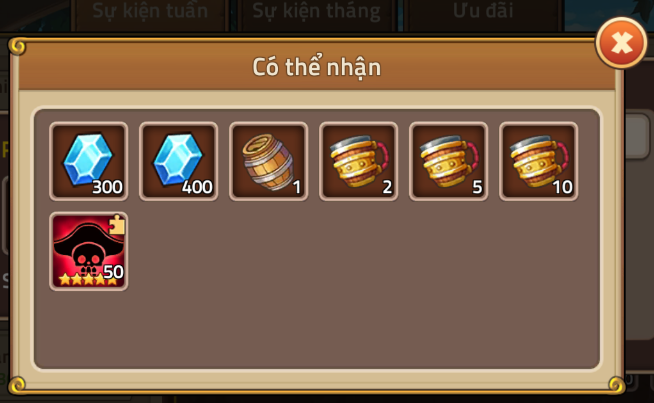 Sự kiện tuần Sự kiện tháng Ưu đãi
Có thể nhận
300 400 1 2 5 10
50